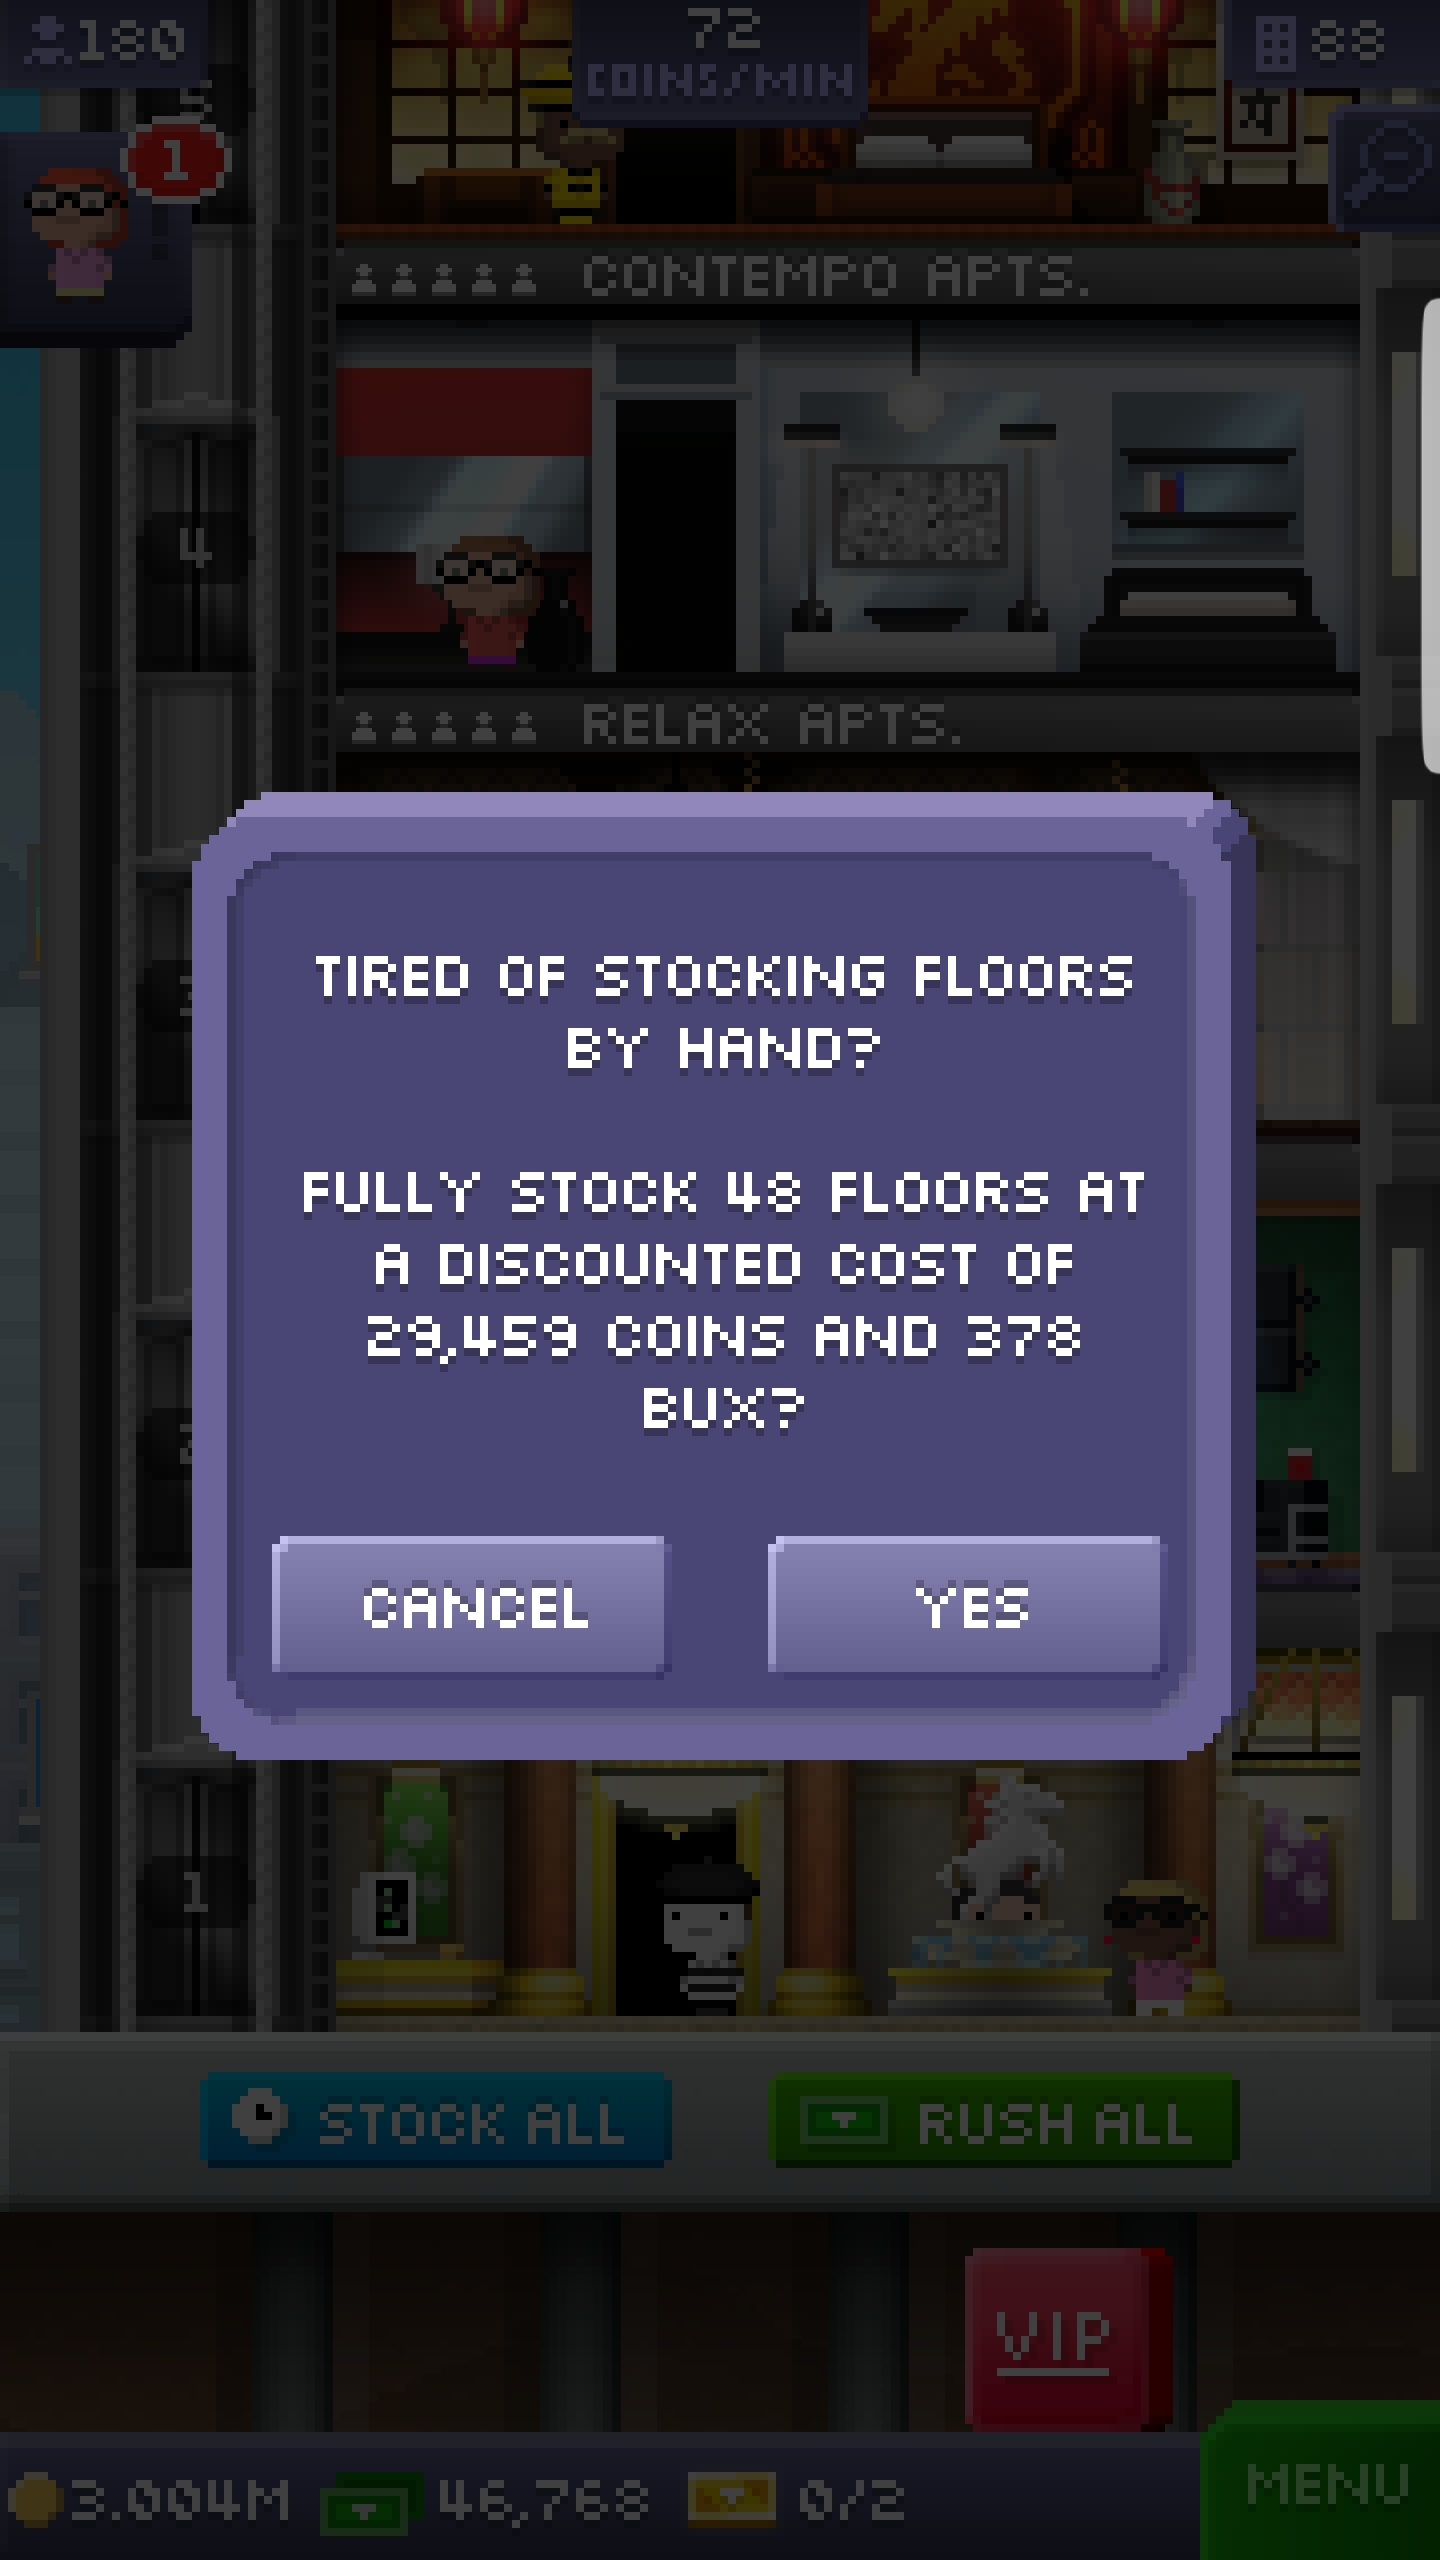 180
72
COINS/MIN
88
5
1
CONTEMPO APTS.
4
RELAX APTS.
TIRED OF STOCKING FLOORS
BY HAND?
FULLY STOCK 48 FLOORS AT
A DISCOUNTED COST OF
29,459 COINS AND 378
BUX?
CANCEL
YES
1
STOCK ALL
RUSH ALL
VIP
3.004M
46,768
0/2
MENU